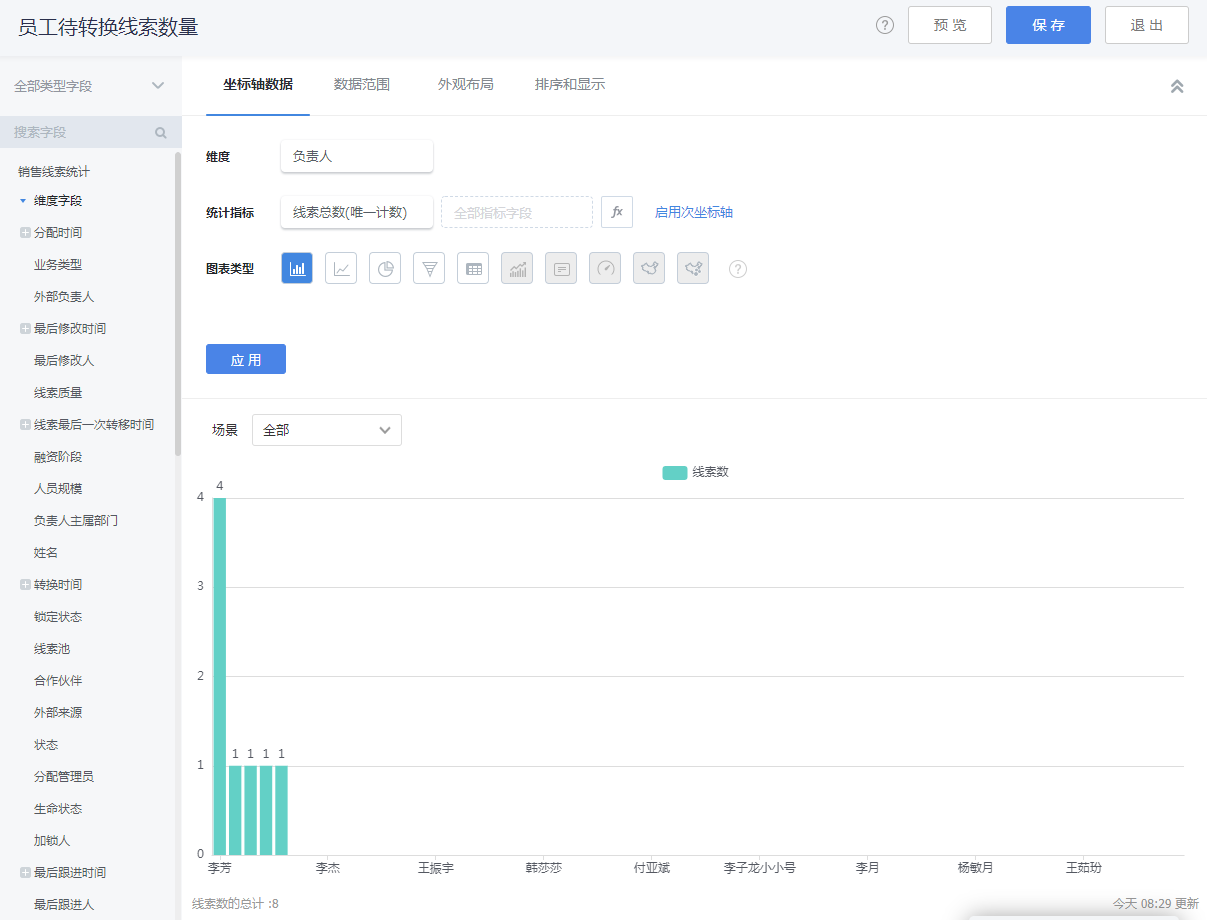 员工待转换线索数量
? 预 览 保 存 退 出
全部类型字段
坐标轴数据 数据范围 外观布局 排序和显示
搜索字段
销售线索统计
维度字段
分配时间
业务类型
外部负责人
最后修改时间
最后修改人
线索质量
线索最后一次转移时间
融资阶段
人员规模
负责人主属部门
姓名
转换时间
锁定状态
线索池
合作伙伴
外部来源
状态
分配管理员
生命状态
加锁人
最后跟进时间
最后跟进人
维度 负责人
统计指标 线索总数(唯一计数) 全部指标字段 fx 启用次坐标轴
图表类型 ?
应 用
场景 全部
线索数
4
4
3
2
1 1 1 1
1
0
李芳 李杰 王振宇 韩莎莎 付亚斌 李子龙小小号 李月 杨敏月 王茹玢
线索数的总计 :8 今天 08:29 更新